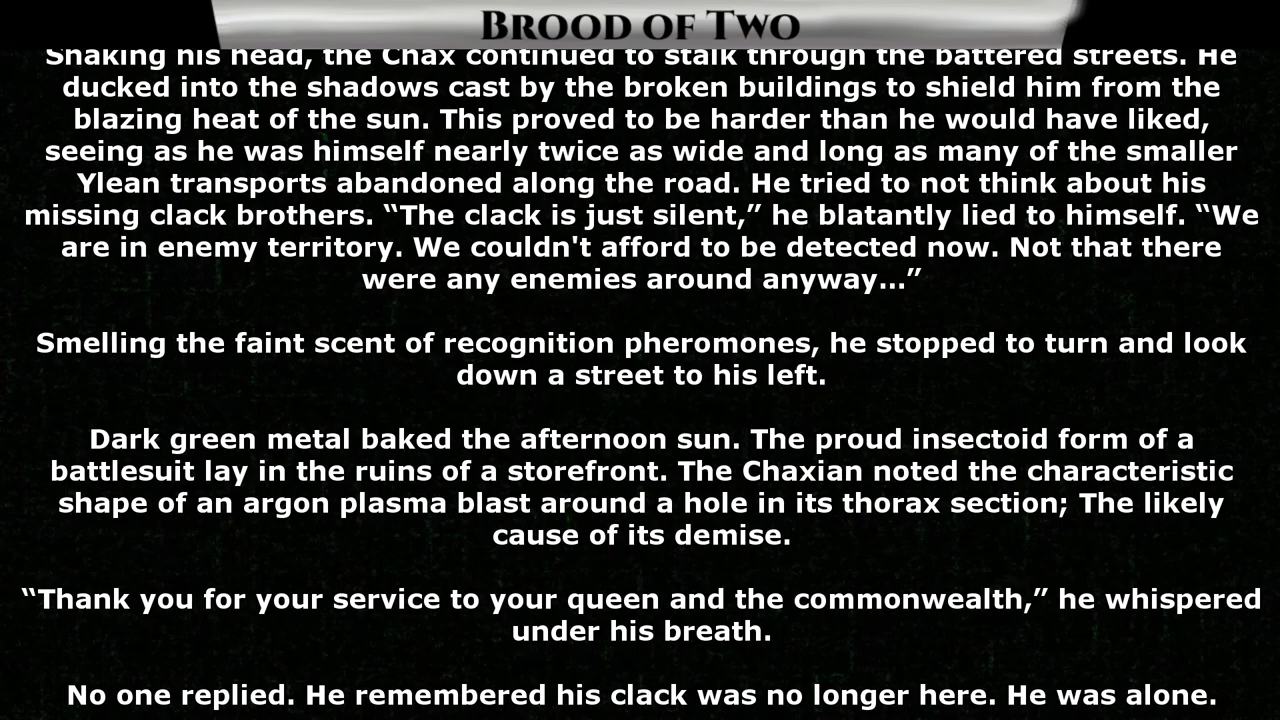 Brood of Two
Shaking his head, the Chax continued to stalk through the battered streets. He
ducked into the shadows cast by the broken buildings to shield him from the
blazing heat of the sun. This proved to be harder than he would have liked,
seeing as he was himself nearly twice as wide and long as many of the smaller
Ylean transports abandoned along the road. He tried to not think about his
missing clack brothers. “The clack is just silent,” he blatantly lied to himself. “We
are in enemy territory. We couldn't afford to be detected now. Not that there
were any enemies around anyway...”
Smelling the faint scent of recognition pheromones, he stopped to turn and look
down a street to his left.
Dark green metal baked the afternoon sun. The proud insectoid form of a
battlesuit lay in the ruins of a storefront. The Chaxian noted the characteristic
shape of an argon plasma blast around a hole in its thorax section; The likely
cause of its demise.
“Thank you for your service to your queen and the commonwealth,” he whispered
under his breath.
No one replied. He remembered his clack was no longer here. He was alone.